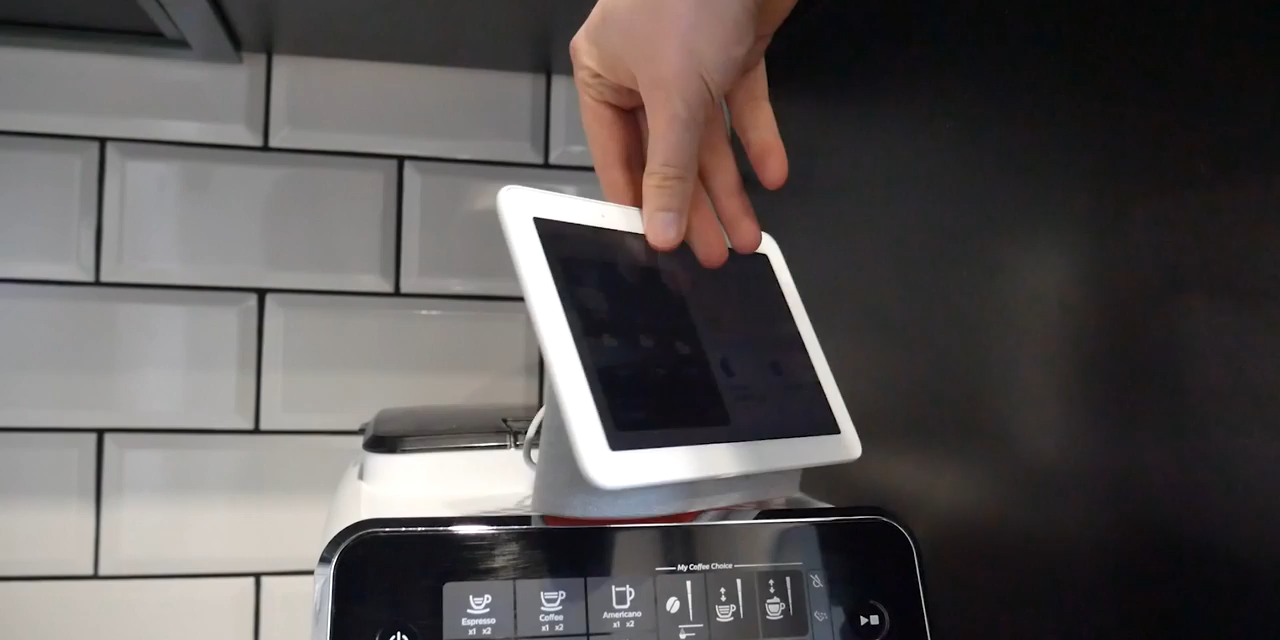 My Coffee Choice
Espresso
x1 x2
Coffee
x1 x2
Americano
x1 x2